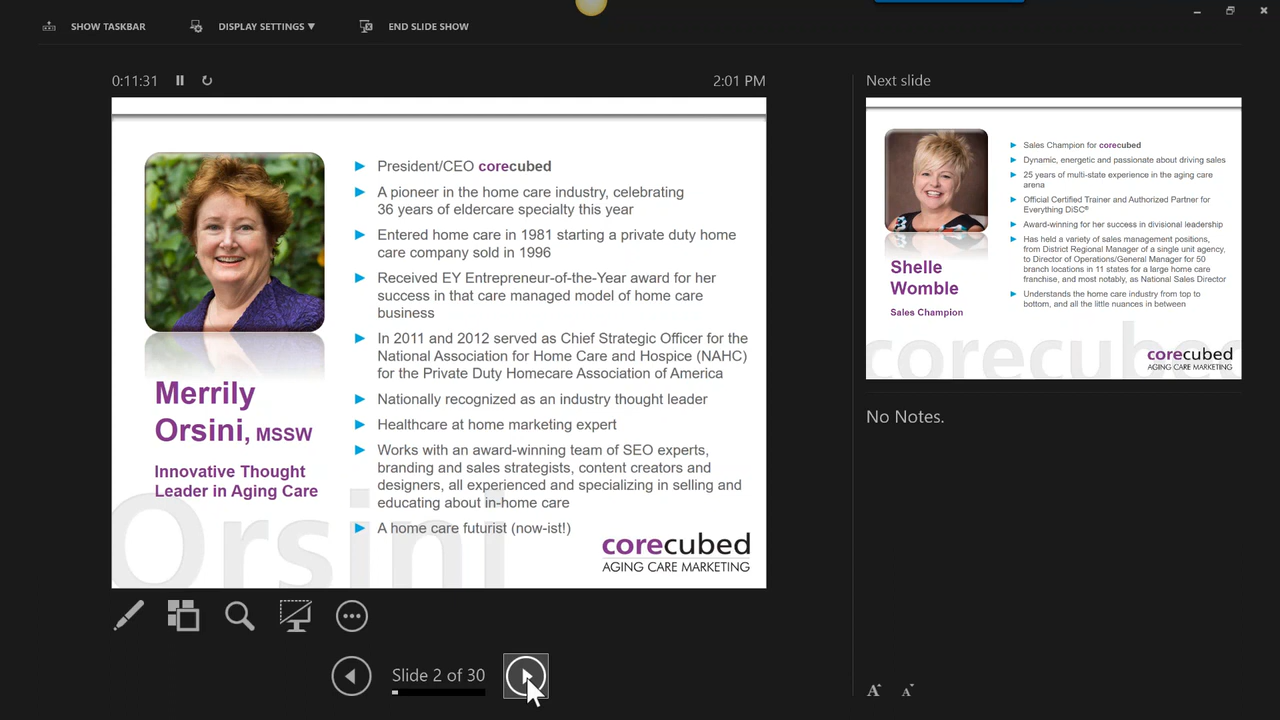 SHOW TASKBAR
DISPLAY SETTINGS ▼
END SLIDE SHOW
0:11:31
2:01 PM
President/CEO corecubed
A pioneer in the home care industry, celebrating
36 years of eldercare specialty this year
Entered home care in 1981 starting a private duty home
care company sold in 1996
Received EY Entrepreneur-of-the-Year award for her
success in that care managed model of home care
business
In 2011 and 2012 served as Chief Strategic Officer for the
National Association for Home Care and Hospice (NAHC)
for the Private Duty Homecare Association of America
Nationally recognized as an industry thought leader
Healthcare at home marketing expert
Works with an award-winning team of SEO experts,
branding and sales strategists, content creators and
designers, all experienced and specializing in selling and
educating about in-home care
A home care futurist (now-ist!)
Merrily
Orsini, MSSW
Innovative Thought
Leader in Aging Care
Orsini
corecubed
AGING CARE MARKETING
Slide 2 of 30
Next slide
Sales Champion for corecubed
Dynamic, energetic and passionate about driving sales
25 years of multi-state experience in the aging care
arena
Official Certified Trainer and Authorized Partner for
Everything DiSC®
Award-winning for her success in divisional leadership
Has held a variety of sales management positions,
from District Regional Manager of a single unit agency,
to Director of Operations/General Manager for 50
branch locations in 11 states for a large home care
franchise, and most notably, as National Sales Director
Understands the home care industry from top to
bottom, and all the little nuances in between
Shelle
Womble
Sales Champion
corecubed
corecubed
AGING CARE MARKETING
No Notes.
A A